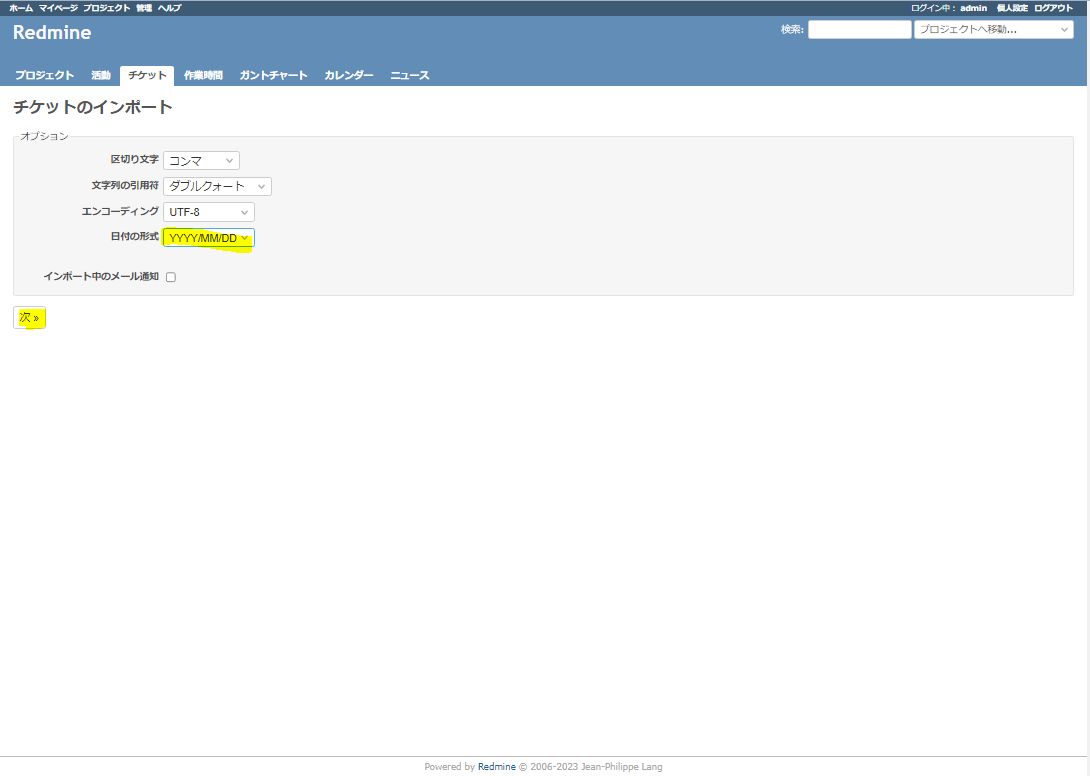 ホーム マイページ プロジェクト 管理 ヘルプ ログイン中： admin 個人設定 ログアウト
Redmine 検索: プロジェクトへ移動...
プロジェクト 活動 チケット 作業時間 ガントチャート カレンダー ニュース
チケットのインポート
オプション
区切り文字 コンマ
文字列の引用符 ダブルクォート
エンコーディング UTF-8
日付の形式 YYYY/MM/DD
インポート中のメール通知
次 »
Powered by Redmine © 2006-2023 Jean-Philippe Lang